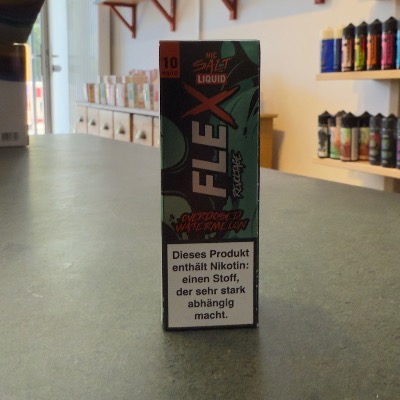 10
NIC
SALT
LIQUID
FLEX
OVERDOSED
WATERMELON
Dieses Produkt
enthält Nikotin:
einen Stoff,
der sehr stark
abhängig
macht.